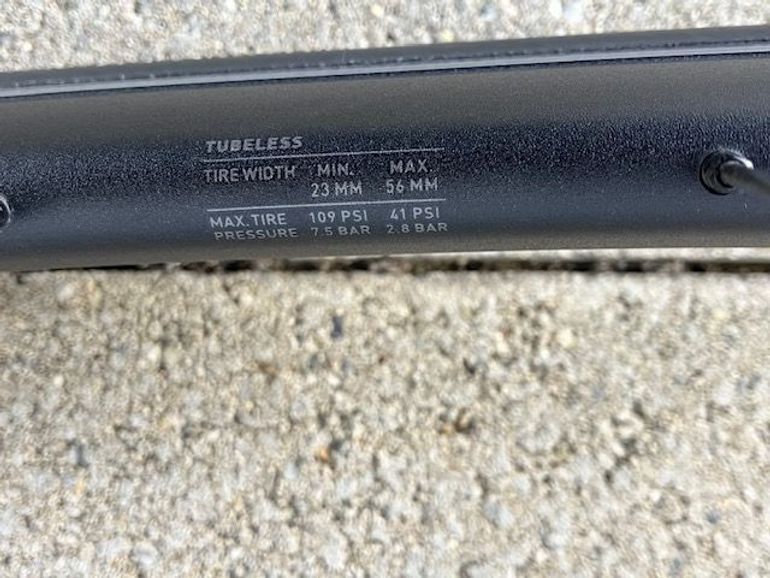 TUBELESS
TIRE WIDTH MIN. MAX.
23 MM 56 MM
MAX. TIRE 109 PSI 41 PSI
PRESSURE 7.5 BAR 2.8 BAR